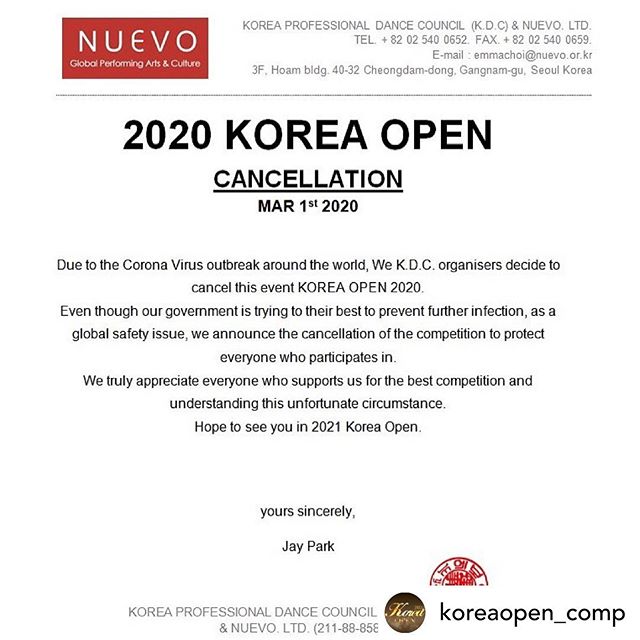 NUEVO
Global Performing Arts & Culture
KOREA PROFESSIONAL DANCE COUNCIL (K.D.C) & NUEVO. LTD.
TEL. + 82 02 540 0652. FAX. + 82 02 540 0659.
E-mail : emmachoi@nuevo.or.kr
3F, Hoam bldg. 40-32 Cheongdam-dong, Gangnam-gu, Seoul Korea
2020 KOREA OPEN
CANCELLATION
MAR 1st 2020
Due to the Corona Virus outbreak around the world, We K.D.C. organisers decide to
cancel this event KOREA OPEN 2020.
Even though our government is trying to their best to prevent further infection, as a
global safety issue, we announce the cancellation of the competition to protect
everyone who participates in.
We truly appreciate everyone who supports us for the best competition and
understanding this unfortunate circumstance.
Hope to see you in 2021 Korea Open.
yours sincerely,
Jay Park
KOREA PROFESSIONAL DANCE COUNCIL
& NUEVO. LTD. (211-88-858
Korea
OPEN
koreaopen_comp